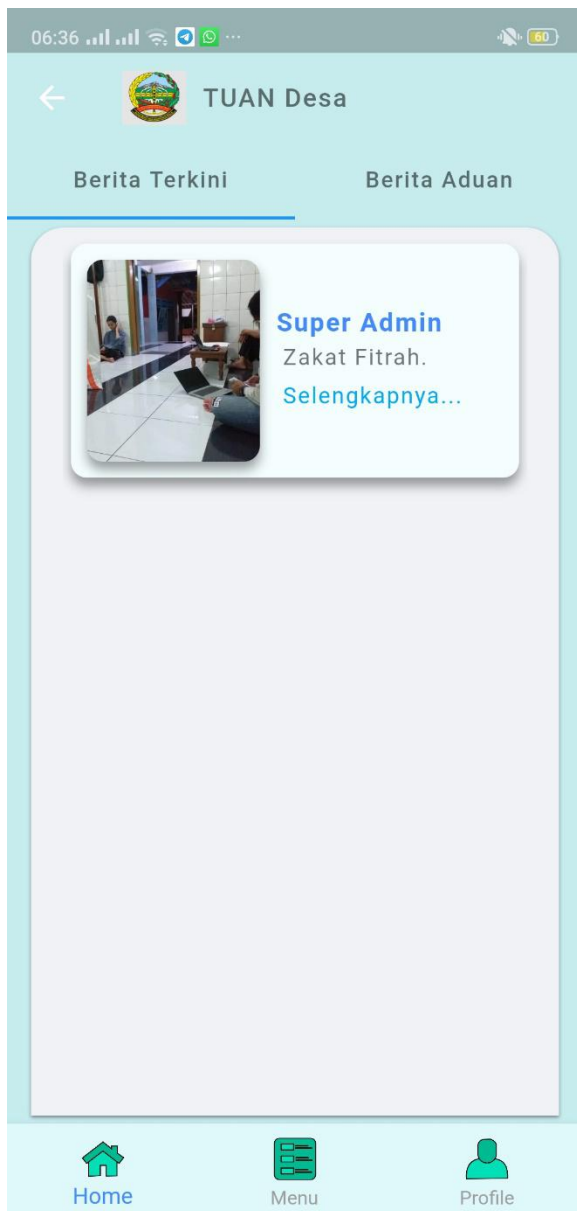 06:36
60
TUAN Desa
Berita Terkini
Berita Aduan
Super Admin
Zakat Fitrah.
Selengkapnya...
Home
Menu
Profile